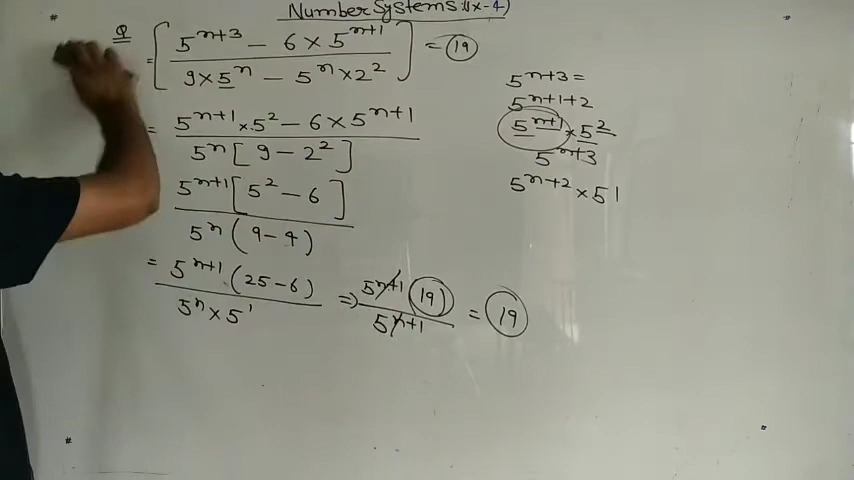 Number Systems (Ix-4)
Q = [ (5^{n+3} - 6 × 5^{n+1}) / (9 × 5^n - 5^n × 2^2) ] = 19
= (5^{n+1} × 5^2 - 6 × 5^{n+1}) / (5^n [9 - 2^2])
(5^{n+1} [5^2 - 6]) / (5^n (9 - 4))
= (5^{n+1} (25 - 6)) / (5^n × 5^1) => (5^{n+1} (19)) / (5^{n+1}) = 19
5^{n+3} =
5^{n+1+2}
5^{n+1} × 5^2
5^{n+3}
5^{n+2} × 5^1